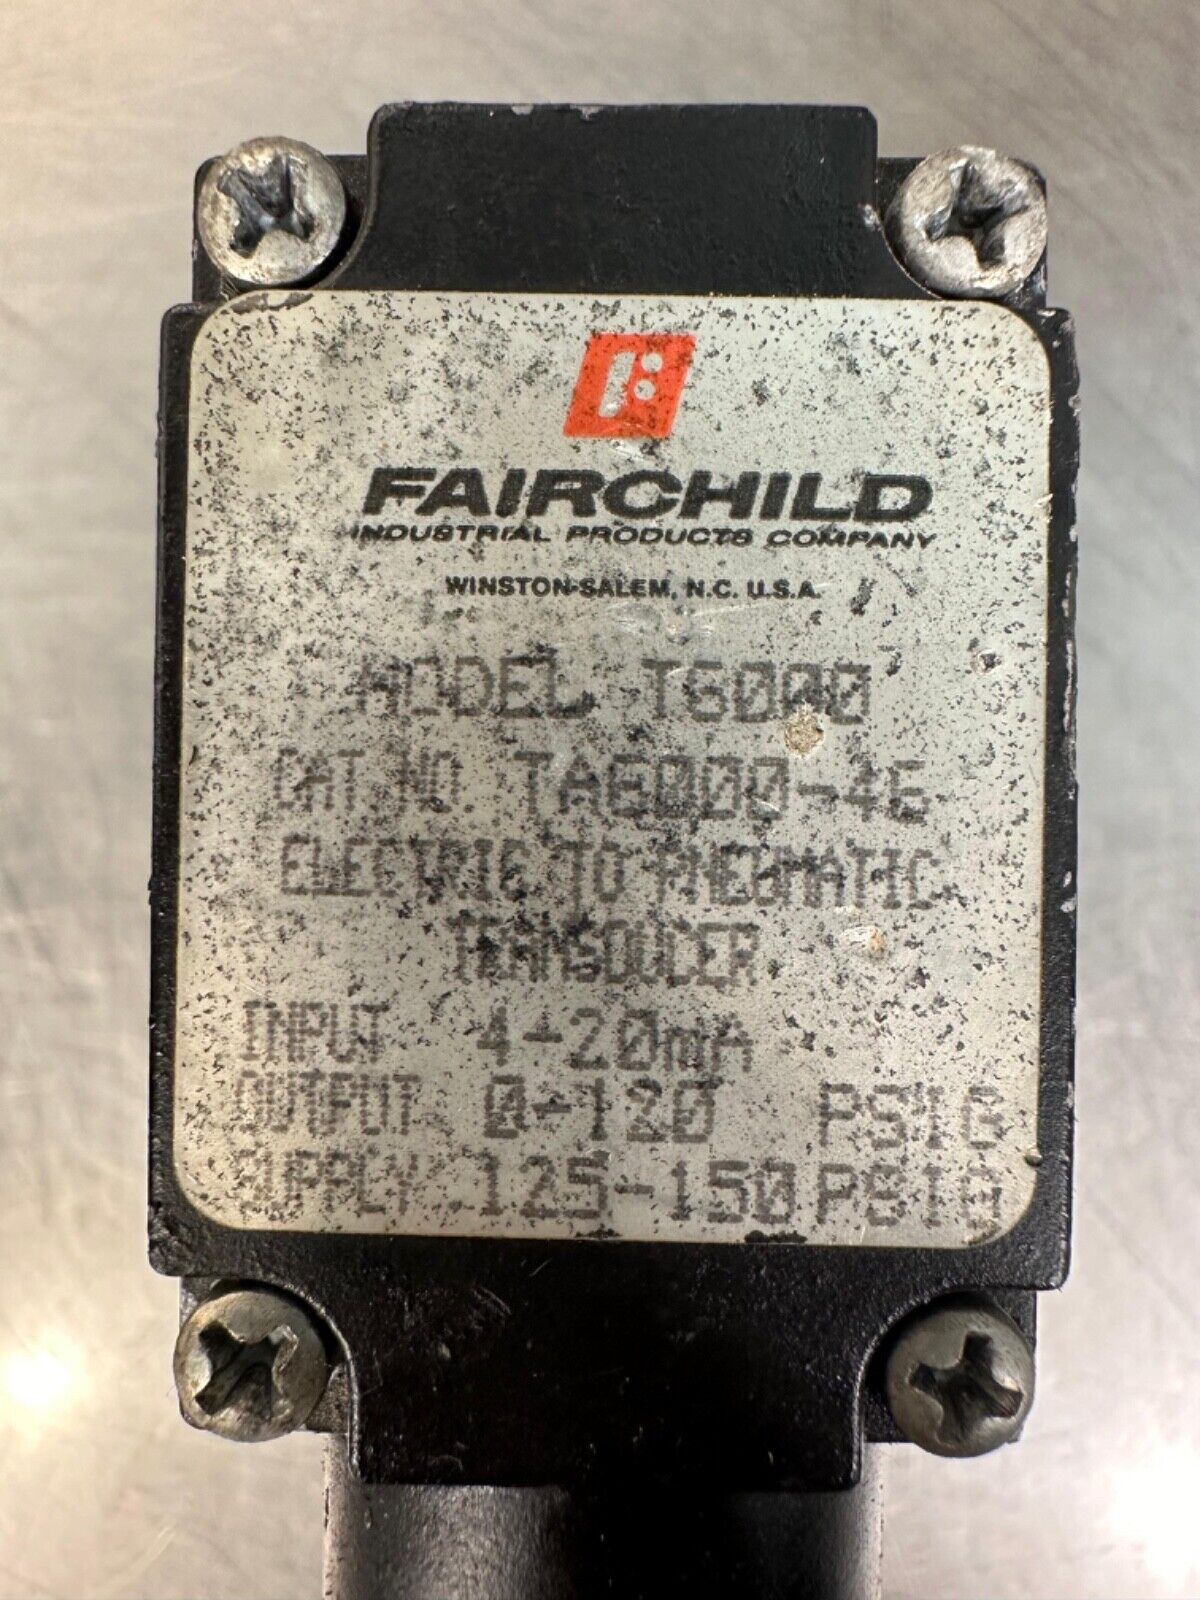 FAIRCHILD
INDUSTRIAL PRODUCTS COMPANY
WINSTON-SALEM, N.C. U.S.A.
MODEL T6000
CAT NO TA6000-46
ELECTRIC TO PNEUMATIC
TRANSDUCER
INPUT 4-20mA
OUTPUT 0-120 PSIG
SUPPLY 125-150 PSIG